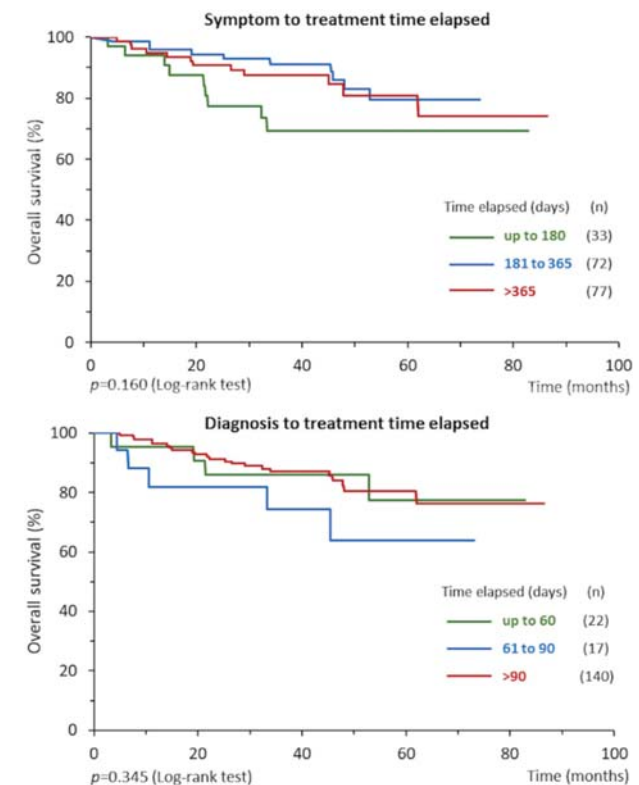 Symptom to treatment time elapsed
100
80
60
40
20
0
Overall survival (%)
Time elapsed (days) (n)
up to 180 (33)
181 to 365 (72)
>365 (77)
0 20 40 60 80 100
p=0.160 (Log-rank test) Time (months)
Diagnosis to treatment time elapsed
100
80
60
40
20
0
Overall survival (%)
Time elapsed (days) (n)
up to 60 (22)
61 to 90 (17)
>90 (140)
0 20 40 60 80 100
p=0.345 (Log-rank test) Time (months)